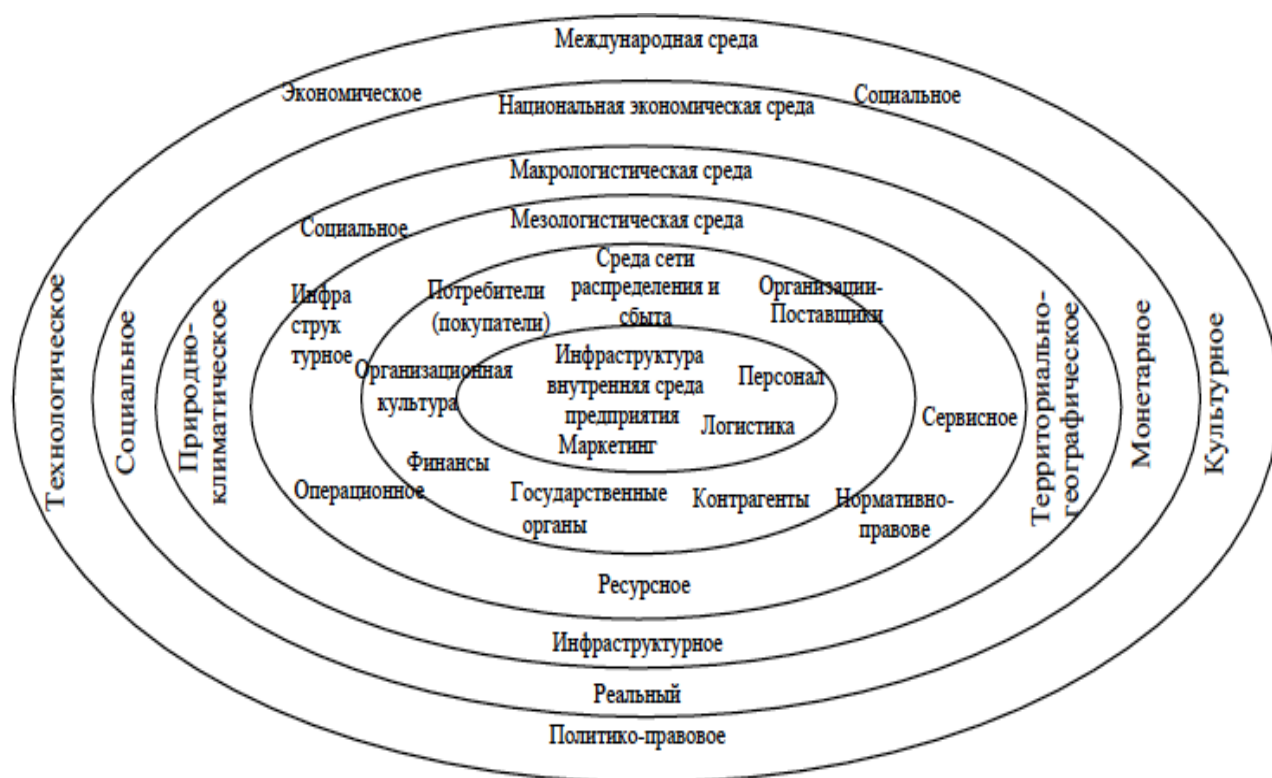 Международная среда
Экономическое
Социальное
Национальная экономическая среда
Макрологистическая среда
Социальное
Мезологистическая среда
Среда сети
распределения и
сбыта
Потребители
(покупатели)
Организации-
Поставщики
Инфра
струк
турное
Организационная
культура
Инфраструктура
внутренняя среда
предприятия
Маркетинг
Персонал
Логистика
Сервисное
Финансы
Операционное
Государственные
органы
Контрагенты
Нормативно-
правове
Технологическое
Социальное
Природно-
климатическое
Территориально-
географическое
Монетарное
Культурное
Ресурсное
Инфраструктурное
Реальный
Политико-правовое